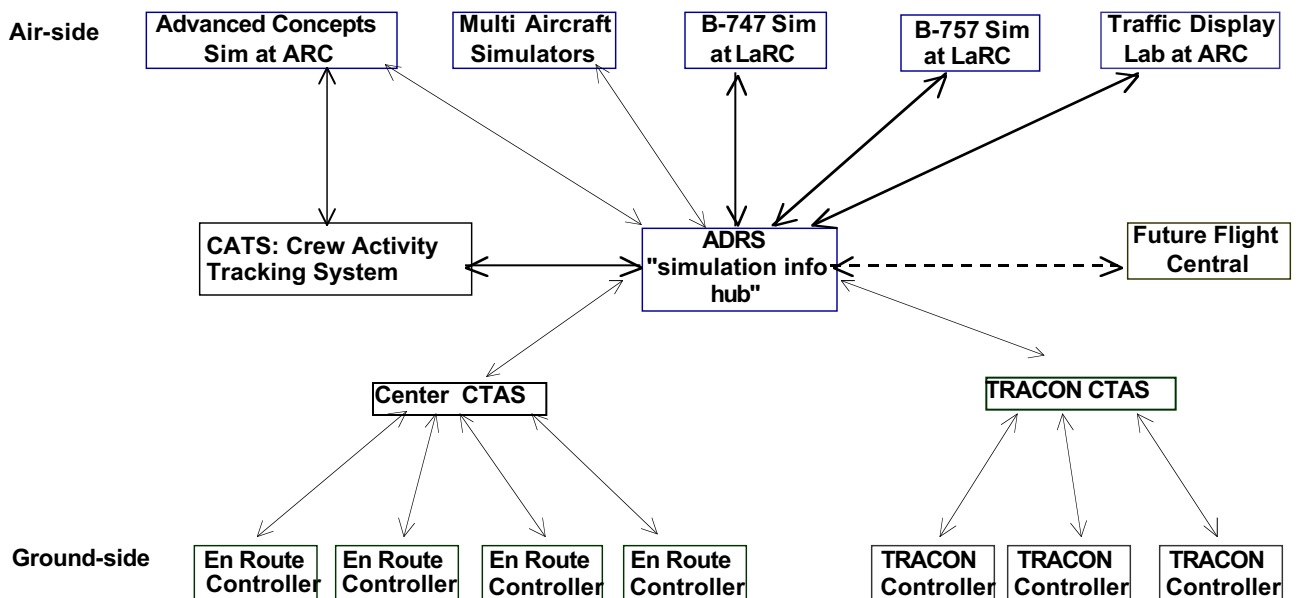 Air-side
Advanced Concepts
Sim at ARC
Multi Aircraft
Simulators
B-747 Sim
at LaRC
B-757 Sim
at LaRC
Traffic Display
Lab at ARC
CATS: Crew Activity
Tracking System
ADRS
"simulation info
hub"
Future Flight
Central
Center CTAS
TRACON CTAS
Ground-side
En Route
Controller
En Route
Controller
En Route
Controller
En Route
Controller
TRACON
Controller
TRACON
Controller
TRACON
Controller